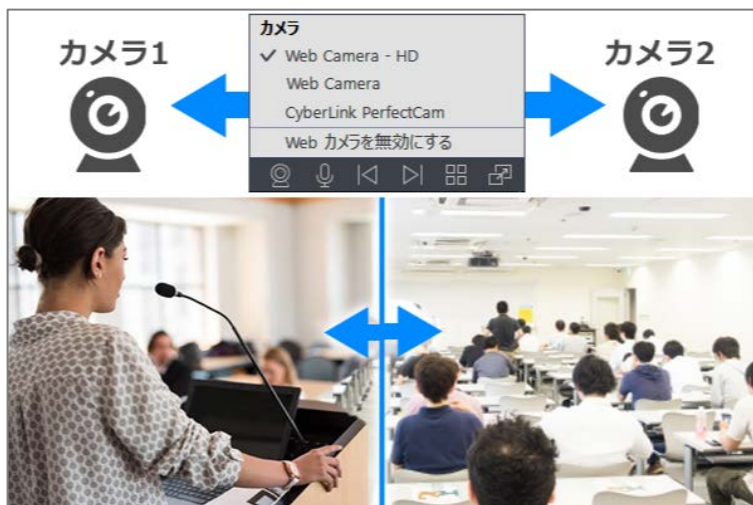 カメラ1
カメラ
✓ Web Camera - HD
Web Camera
CyberLink PerfectCam
Web カメラを無効にする
カメラ2